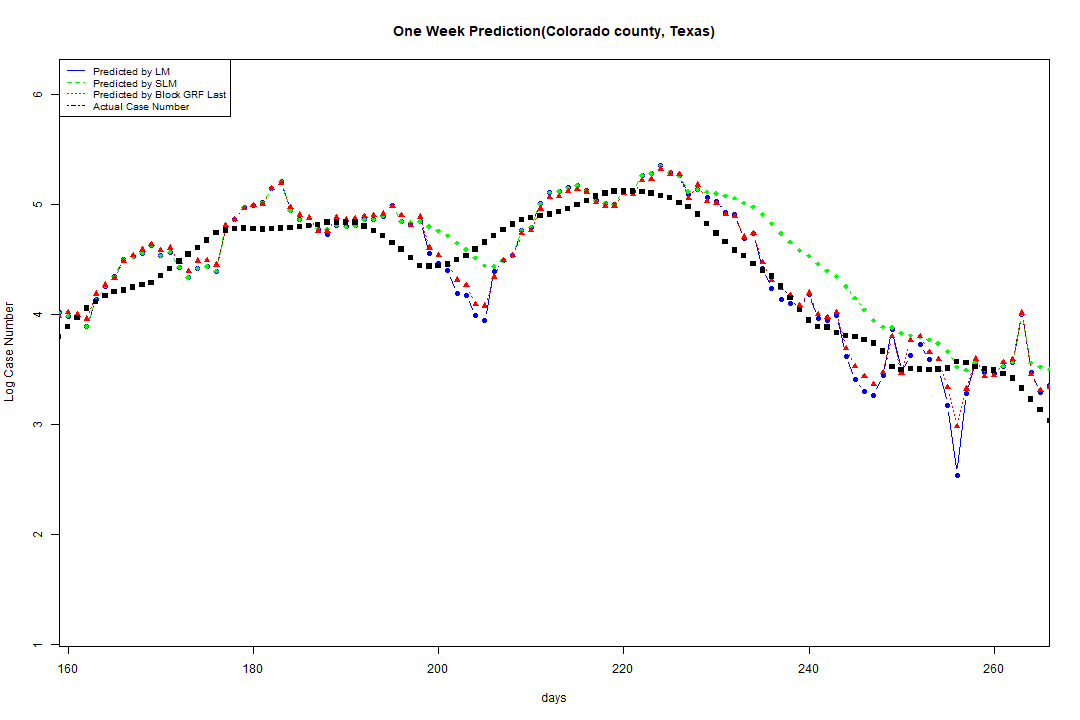 One Week Prediction(Colorado county, Texas)
Predicted by LM
Predicted by SLM
Predicted by Block GRF Last
Actual Case Number
Log Case Number
6
5
4
3
2
1
160 180 200 220 240 260
days